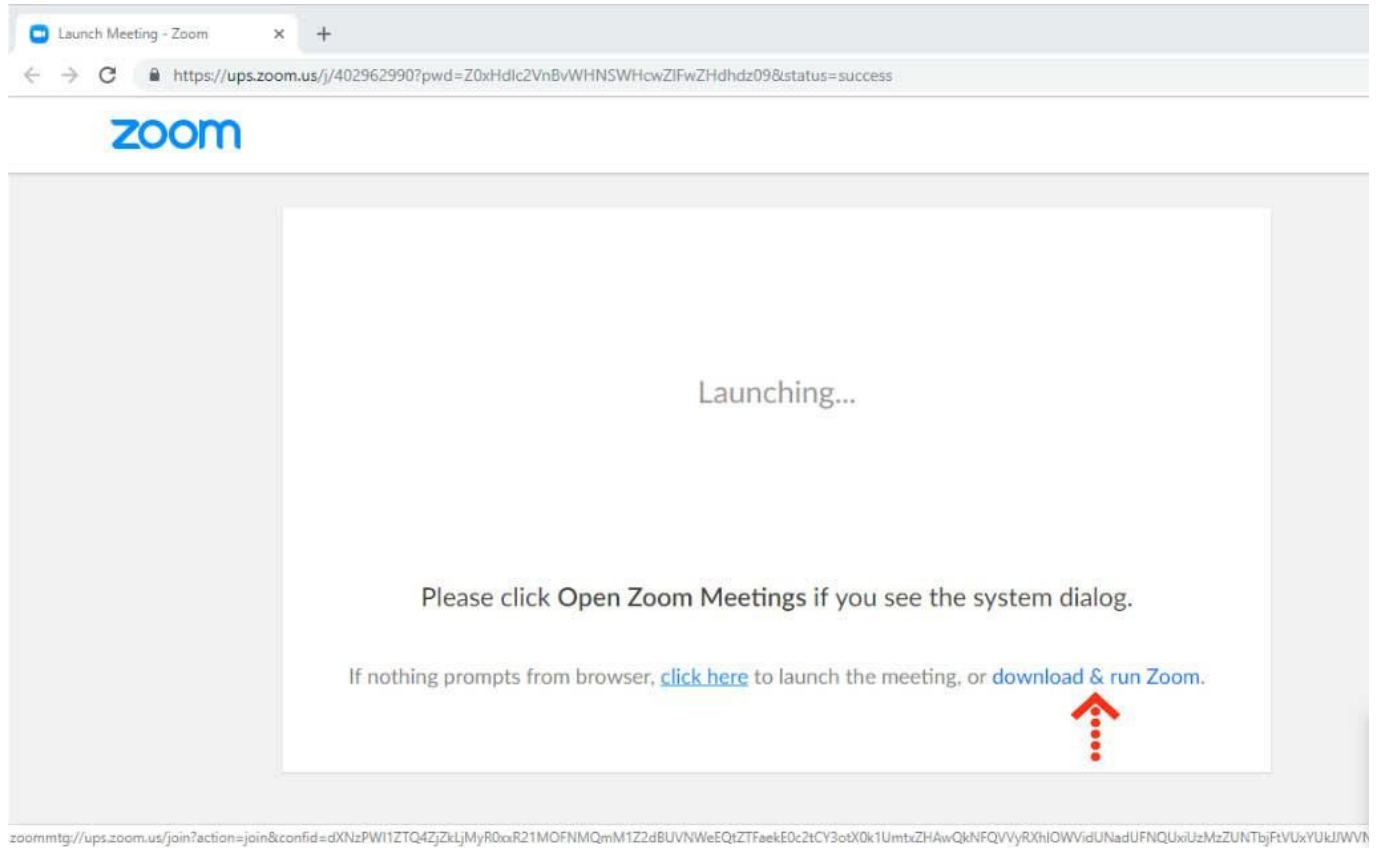 Launch Meeting - Zoom
https://ups.zoom.us/j/402962990?pwd=Z0xHdIc2VnBvWHNSWHcwZlFwZHdhdz09&status=success
zoom
Launching...
Please click Open Zoom Meetings if you see the system dialog.
If nothing prompts from browser, click here to launch the meeting, or download & run Zoom.